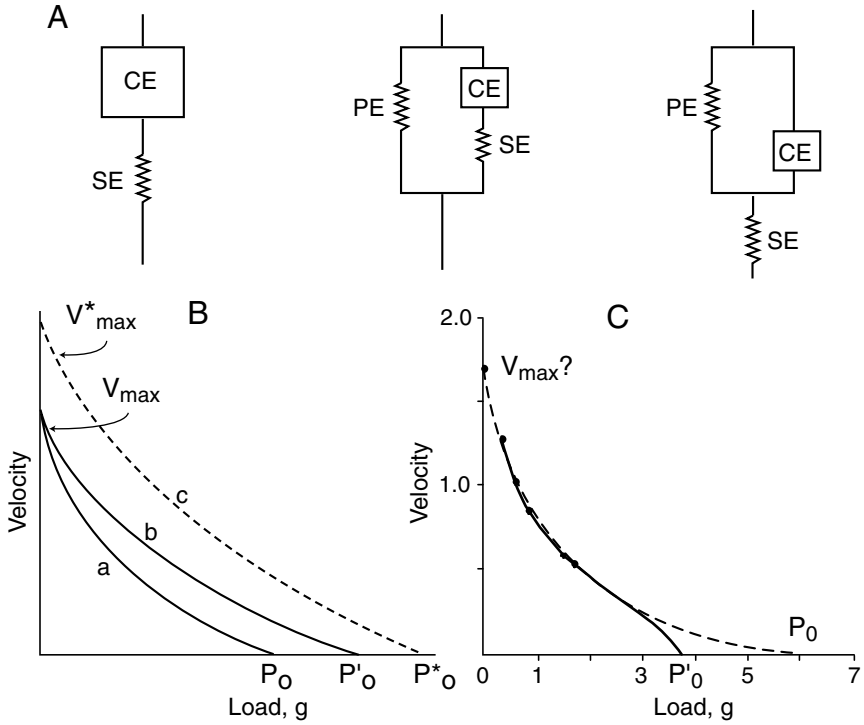 A
CE
SE
PE
CE
SE
PE
CE
SE
B
V*max
Vmax
Velocity
c
b
a
Po
P'o
P*o
Load, g
C
2.0
Vmax?
Velocity
1.0
P0
0
1
3
P'0
5
7
Load, g